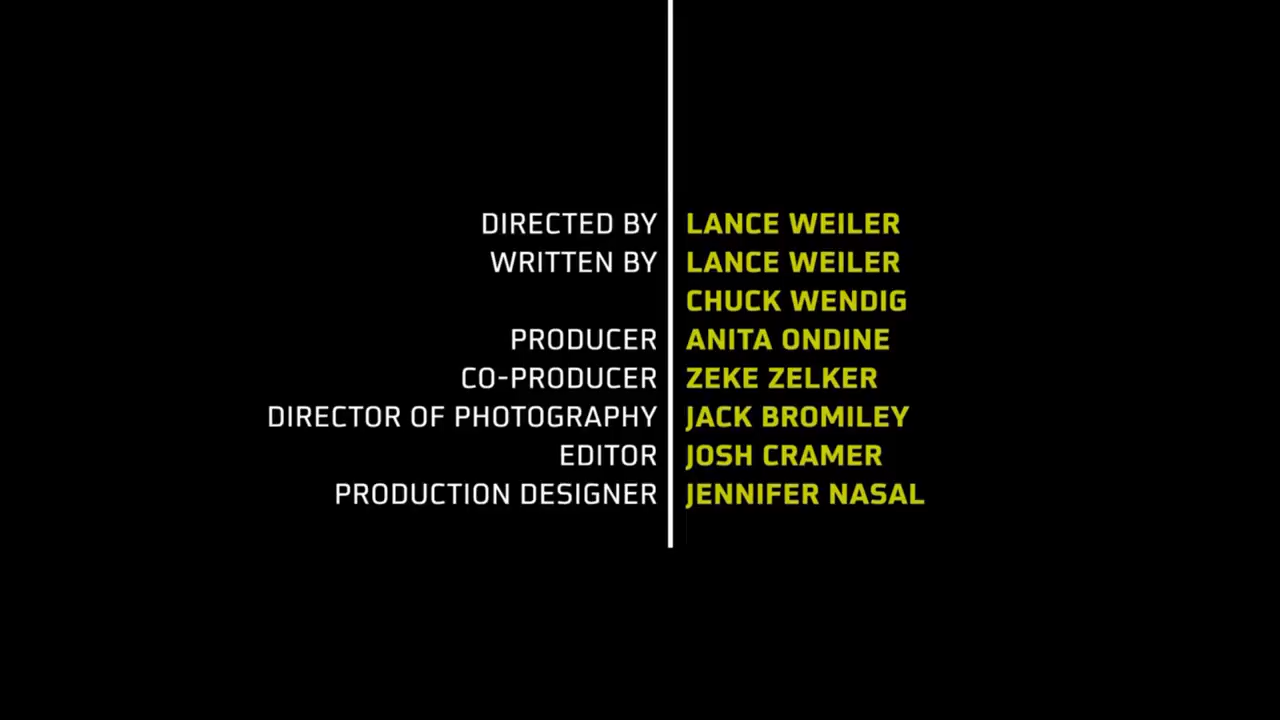 DIRECTED BY LANCE WEILER
WRITTEN BY LANCE WEILER
CHUCK WENDIG
PRODUCER ANITA ONDINE
CO-PRODUCER ZEKE ZELKER
DIRECTOR OF PHOTOGRAPHY JACK BROMILEY
EDITOR JOSH CRAMER
PRODUCTION DESIGNER JENNIFER NASAL